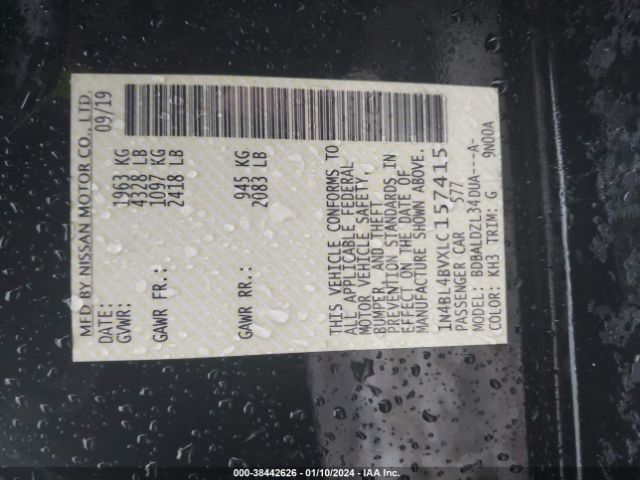 MFD BY NISSAN MOTOR CO., LTD.
DATE: 09/19
GVWR: 1963 KG
4328 LB
GAWR FR.: 1097 KG
2418 LB
GAWR RR.: 945 KG
2083 LB
THIS VEHICLE CONFORMS TO
ALL APPLICABLE FEDERAL
MOTOR VEHICLE SAFETY,
BUMPER, AND THEFT
PREVENTION STANDARDS IN
EFFECT ON THE DATE OF
MANUFACTURE SHOWN ABOVE.
1N4BL4BVXLC157415
PASSENGER CAR 577
MODEL: BDBALDZL34DUA---A-
COLOR: KH3 TRIM: G 9N00A
000-38442626 - 01/10/2024 - IAA Inc.